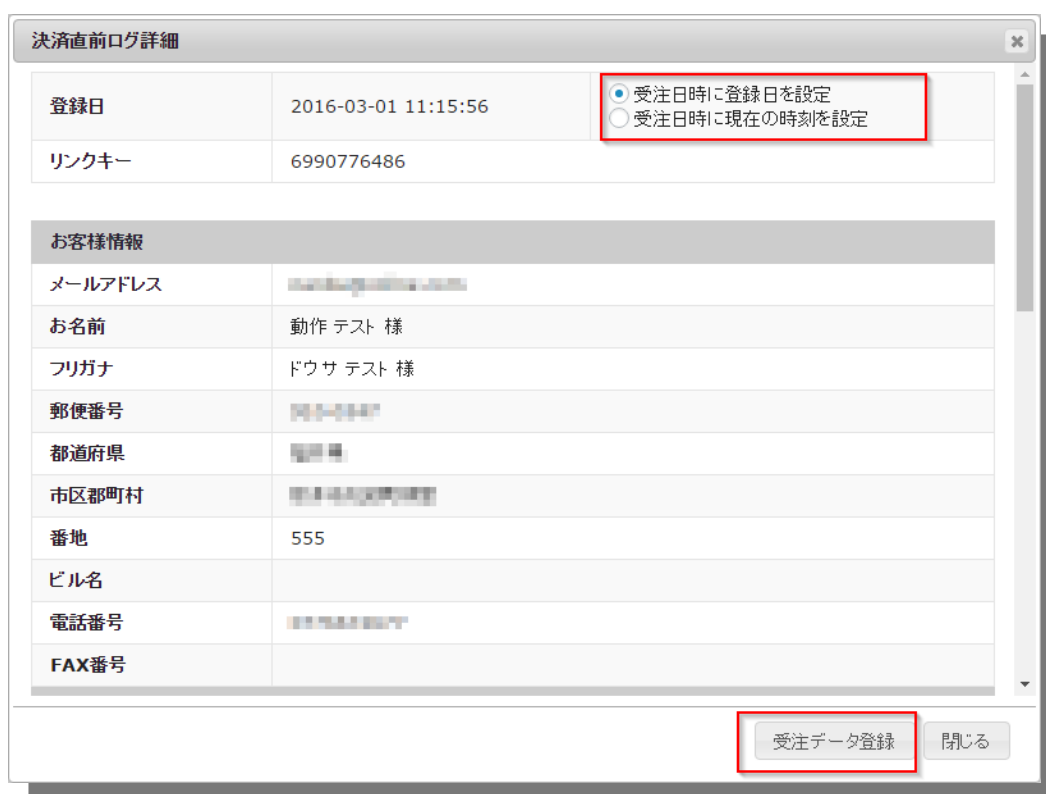 決済直前ログ詳細
登録日 2016-03-01 11:15:56 受注日時に登録日を設定
受注日時に現在の時刻を設定
リンクキー 6990776486
お客様情報
メールアドレス
お名前 動作 テスト 様
フリガナ ドウサ テスト 様
郵便番号
都道府県
市区郡町村
番地 555
ビル名
電話番号
FAX番号
受注データ登録 閉じる